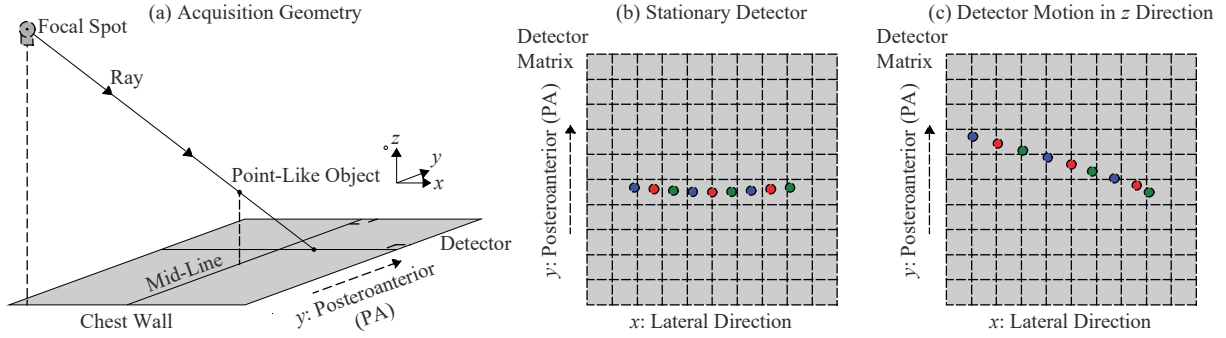 (a) Acquisition Geometry
Focal Spot
Ray
Point-Like Object
z
y
x
Detector
Mid-Line
y: Posteroanterior
(PA)
Chest Wall
(b) Stationary Detector
Detector
Matrix
y: Posteroanterior (PA)
x: Lateral Direction
(c) Detector Motion in z Direction
Detector
Matrix
y: Posteroanterior (PA)
x: Lateral Direction